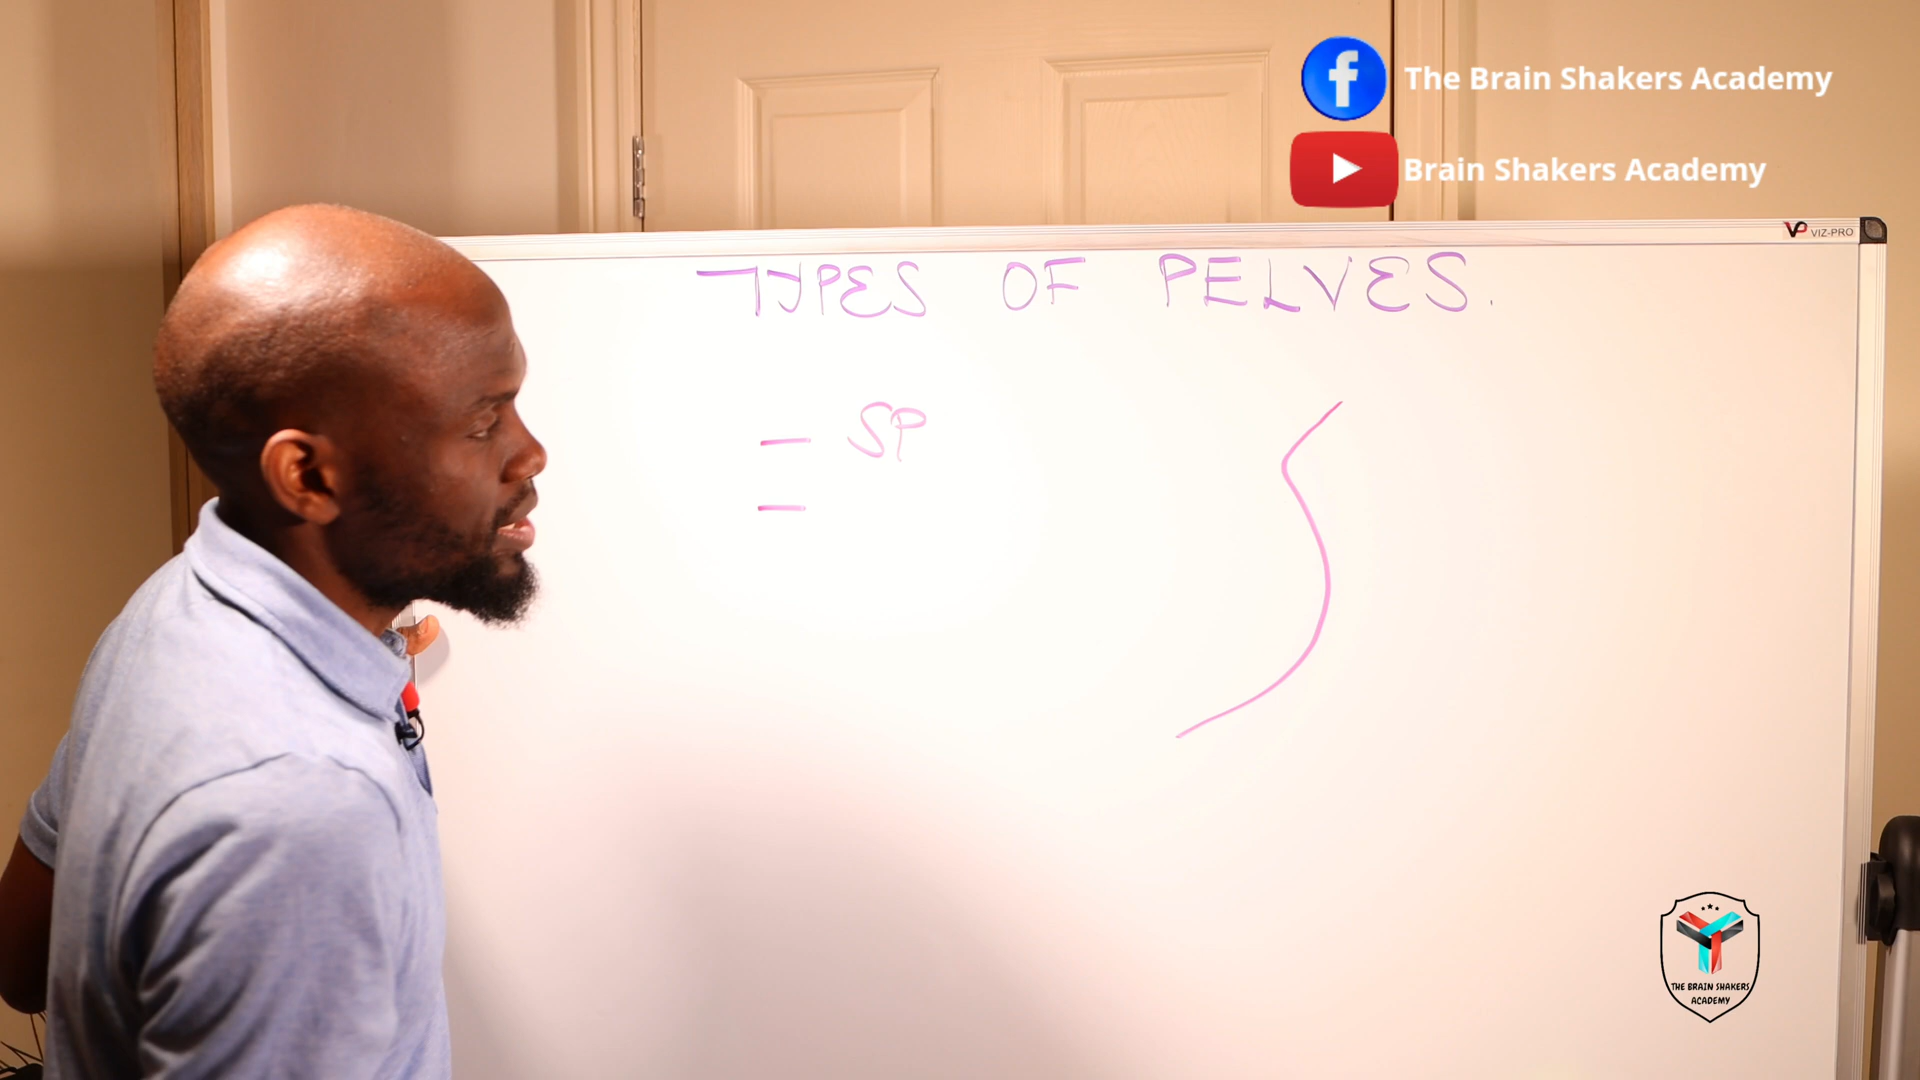 The Brain Shakers Academy
Brain Shakers Academy
VIZ-PRO
TYPES OF PELVES.
– SP
–
THE BRAIN SHAKERS
ACADEMY